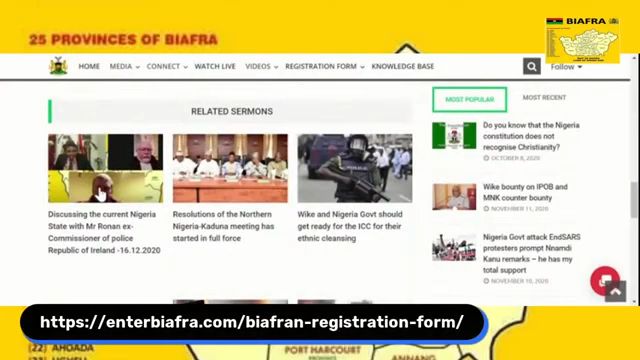 25 PROVINCES OF BIAFRA
BIAFRA
HOME MEDIA CONNECT WATCH LIVE VIDEOS REGISTRATION FORM KNOWLEDGE BASE
Follow
RELATED SERMONS
Discussing the current Nigeria
State with Mr Ronan ex-
Commissioner of police
Republic of Ireland -16.12.2020
Resolutions of the Northern
Nigeria-Kaduna meeting has
started in full force
Wike and Nigeria Govt should
get ready for the ICC for their
ethnic cleansing
MOST POPULAR
MOST RECENT
Do you know that the Nigeria
constitution does not
recognise Christianity?
OCTOBER 8, 2020
Wike bounty on IPOB and
MNK counter bounty
NOVEMBER 11, 2020
Nigeria Govt attack EndSARS
protesters prompt Nnamdi
Kanu remarks – he has my
total support
NOVEMBER 10, 2020
https://enterbiafra.com/biafran-registration-form/
(22) AHOADA
PORT HARCOURT
ANNANG